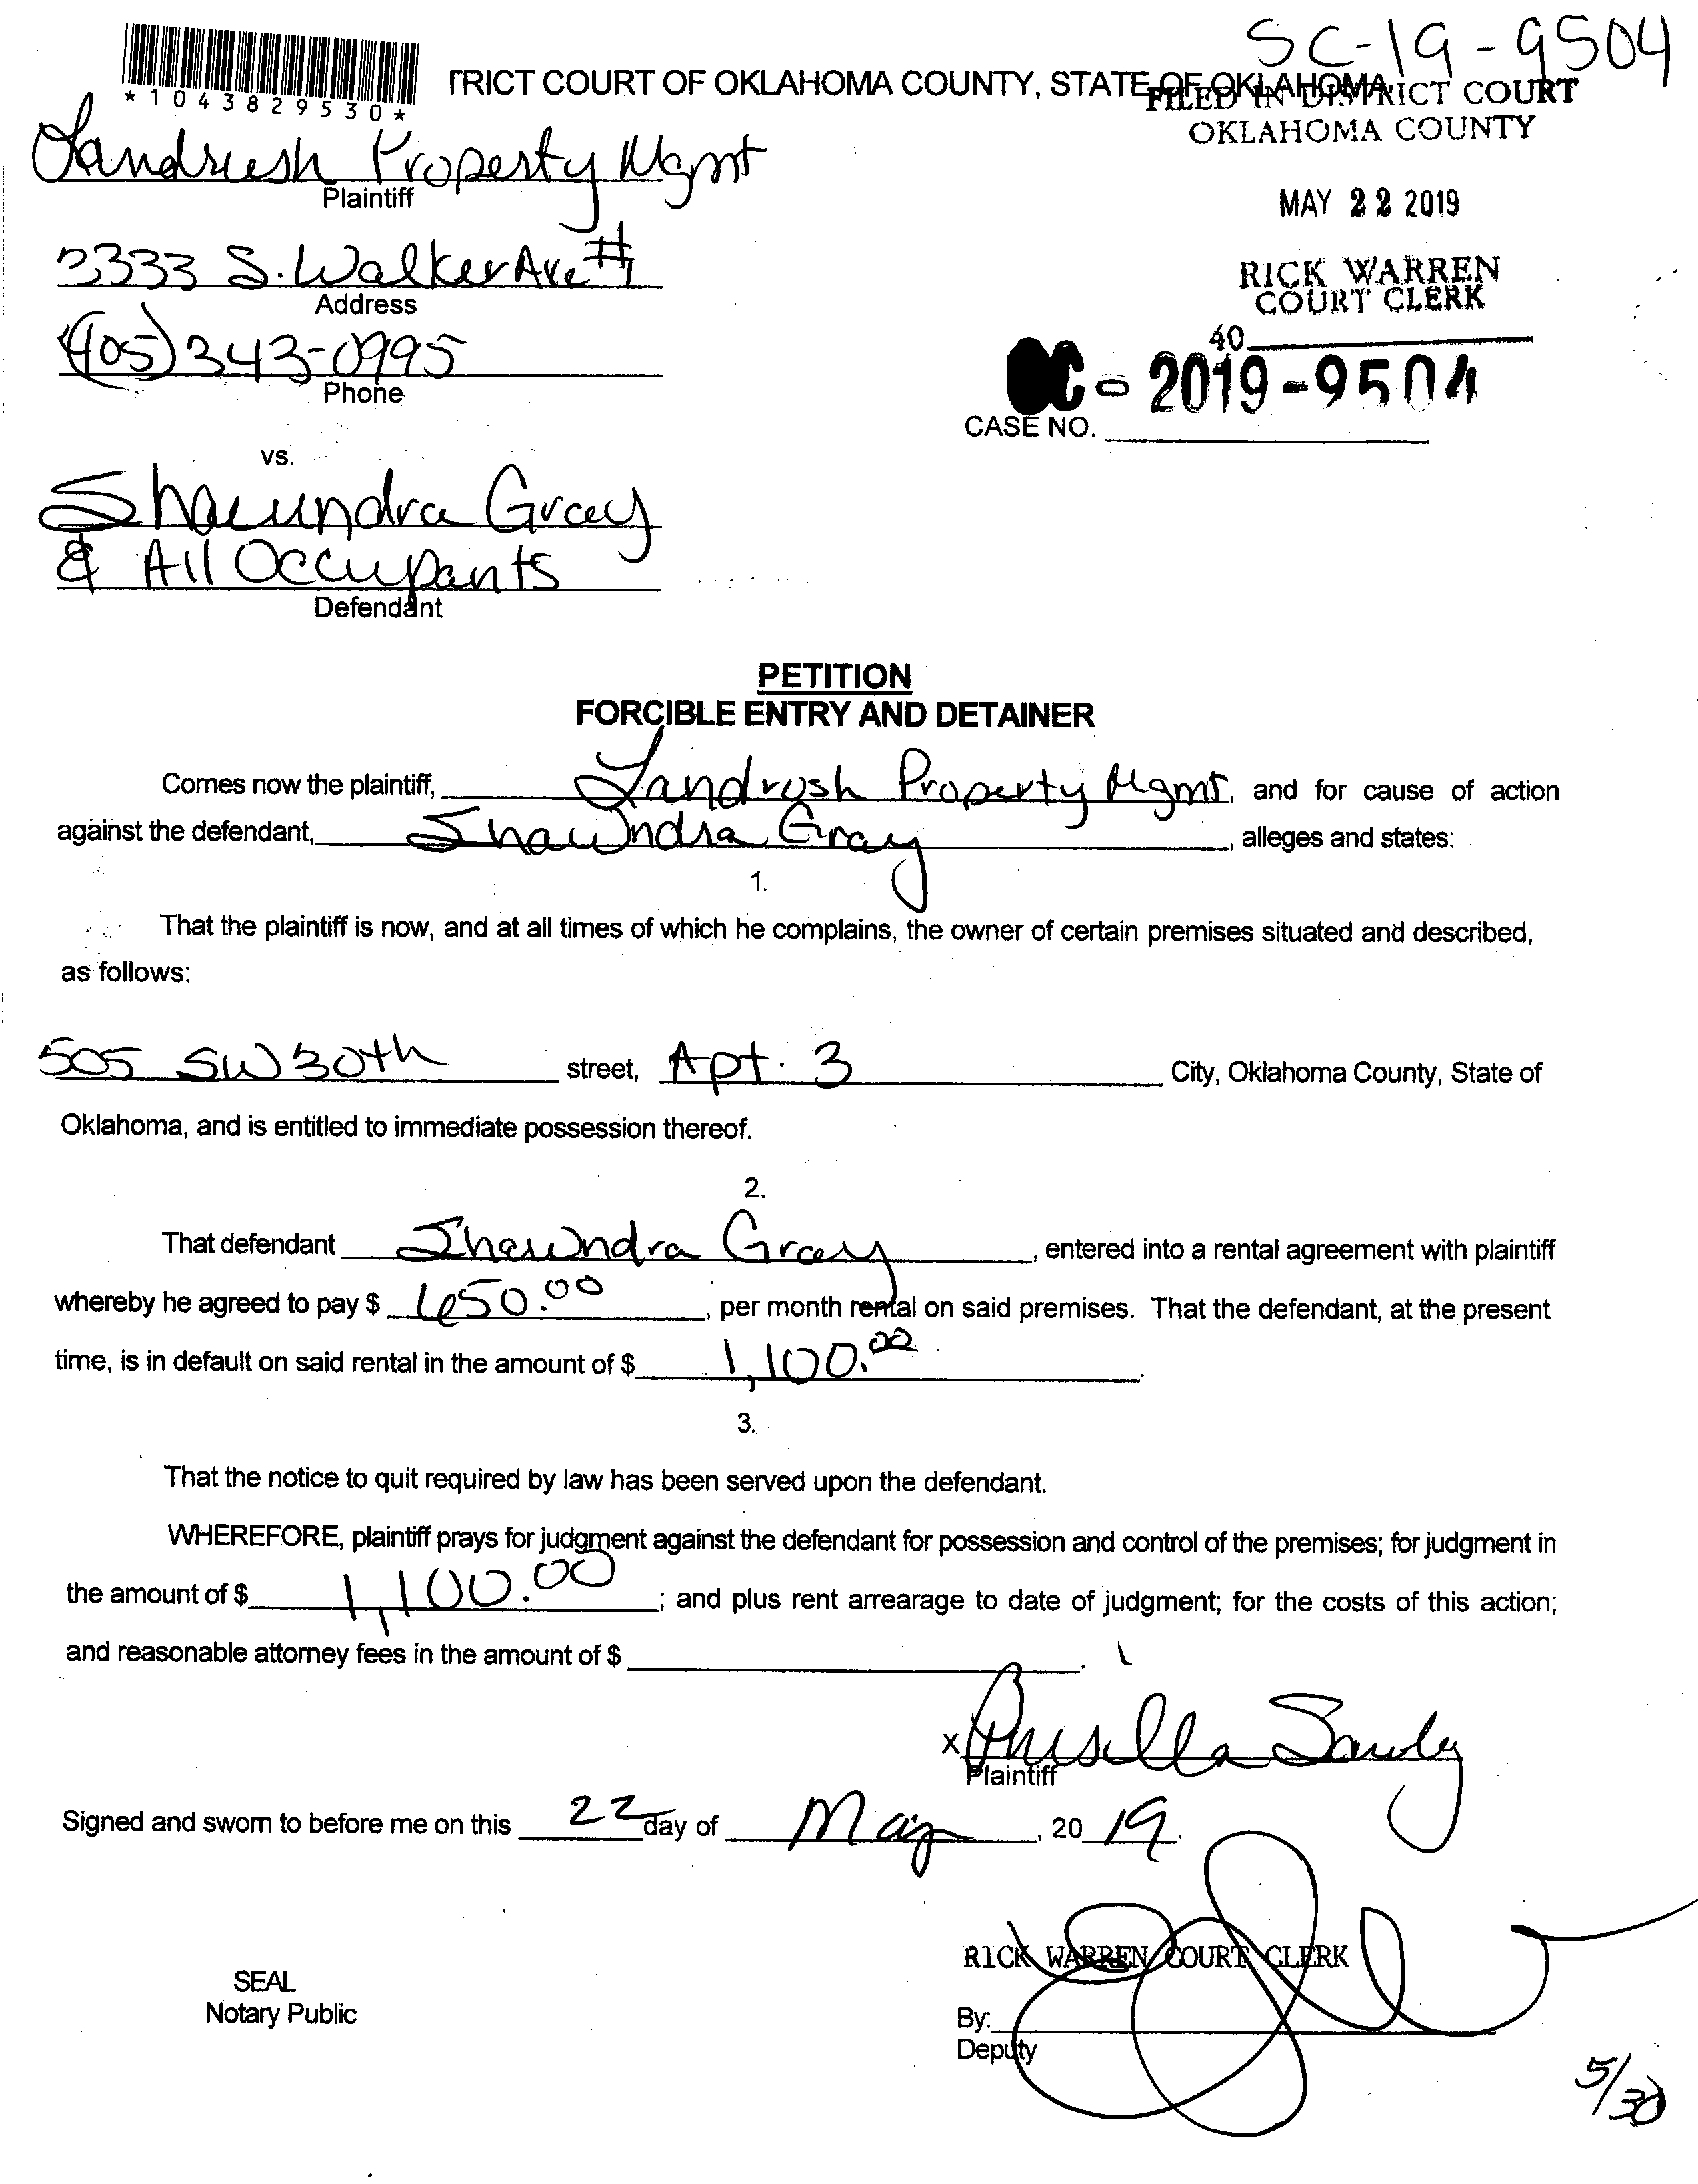 SC-19-9504
*1043829530*
TRICT COURT OF OKLAHOMA COUNTY, STATE OF OKLAHOMA
FILED IN DISTRICT COURT
OKLAHOMA COUNTY
Landrush Property Mgmt
Plaintiff
MAY 22 2019
3333 S. Walker Ave #1
Address
RICK WARREN
COURT CLERK
(405) 343-0995
Phone
40
C - 2019-9504
CASE NO.
vs.
Shaundra Gray
& All Occupants
Defendant
PETITION
FORCIBLE ENTRY AND DETAINER
Comes now the plaintiff, Landrush Property Mgmt, and for cause of action
against the defendant, Shawndra Gray, alleges and states:
1.
That the plaintiff is now, and at all times of which he complains, the owner of certain premises situated and described,
as follows:
505 SW 30th street, Apt. 3 City, Oklahoma County, State of
Oklahoma, and is entitled to immediate possession thereof.
2.
That defendant Shawndra Gray, entered into a rental agreement with plaintiff
whereby he agreed to pay $ 650.00, per month rental on said premises. That the defendant, at the present
time, is in default on said rental in the amount of $ 1,100.00.
3.
That the notice to quit required by law has been served upon the defendant.
WHEREFORE, plaintiff prays for judgment against the defendant for possession and control of the premises; for judgment in
the amount of $ 1,100.00; and plus rent arrearage to date of judgment; for the costs of this action;
and reasonable attorney fees in the amount of $ .
x Prisilla
Plaintiff
Signed and sworn to before me on this 22 day of May, 2019.
RICK WARREN COURT CLERK
SEAL
Notary Public
By:
Deputy
5/30